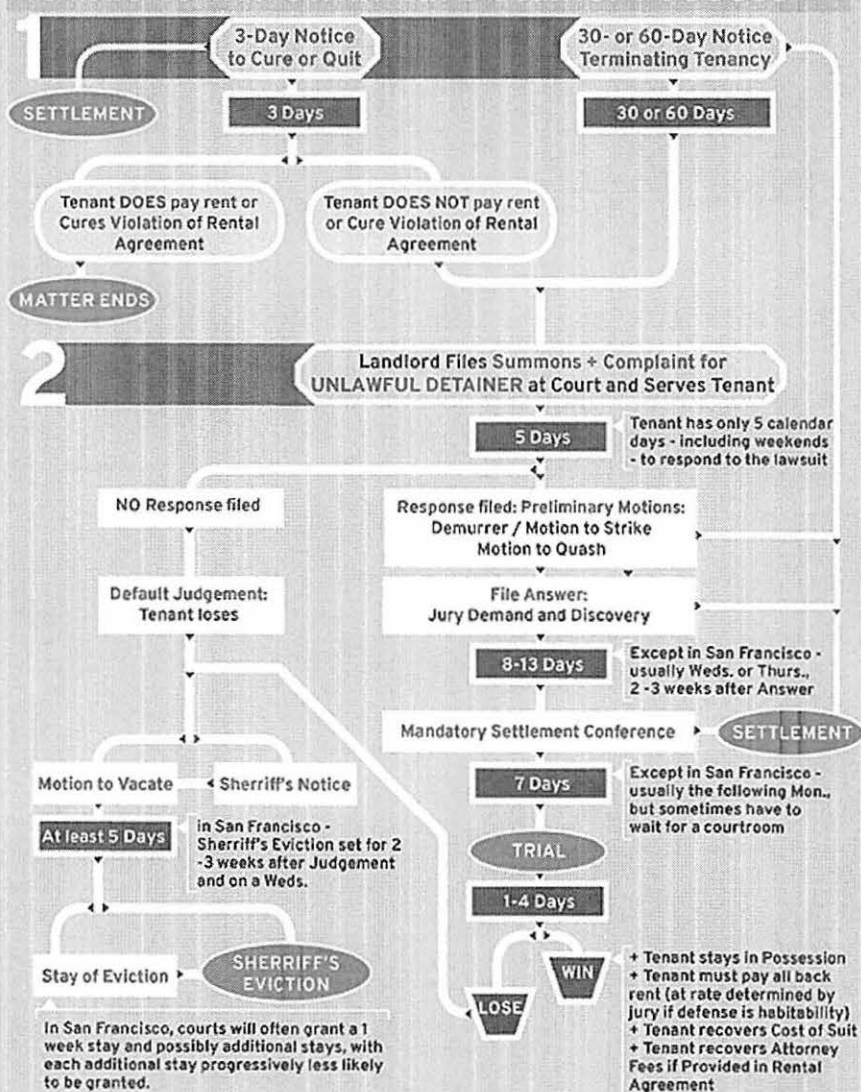 1
3-Day Notice
to Cure or Quit
30- or 60-Day Notice
Terminating Tenancy
SETTLEMENT
3 Days
30 or 60 Days
Tenant DOES pay rent or
Cures Violation of Rental
Agreement
Tenant DOES NOT pay rent
or Cure Violation of Rental
Agreement
MATTER ENDS
2
Landlord Files Summons + Complaint for
UNLAWFUL DETAINER at Court and Serves Tenant
5 Days
Tenant has only 5 calendar
days - including weekends
- to respond to the lawsuit
NO Response filed
Response filed: Preliminary Motions:
Demurrer / Motion to Strike
Motion to Quash
Default Judgement:
Tenant loses
File Answer:
Jury Demand and Discovery
8-13 Days
Except in San Francisco -
usually Weds. or Thurs.,
2 -3 weeks after Answer
Mandatory Settlement Conference
SETTLEMENT
Motion to Vacate
Sherriff's Notice
7 Days
Except in San Francisco -
usually the following Mon.,
but sometimes have to
wait for a courtroom
At least 5 Days
in San Francisco -
Sherriff's Eviction set for 2
-3 weeks after Judgement
and on a Weds.
TRIAL
1-4 Days
Stay of Eviction
SHERRIFF'S
EVICTION
LOSE
WIN
+ Tenant stays in Possession
+ Tenant must pay all back
rent (at rate determined by
jury if defense is habitability)
+ Tenant recovers Cost of Suit
+ Tenant recovers Attorney
Fees if Provided in Rental
Agreement
In San Francisco, courts will often grant a 1
week stay and possibly additional stays, with
each additional stay progressively less likely
to be granted.